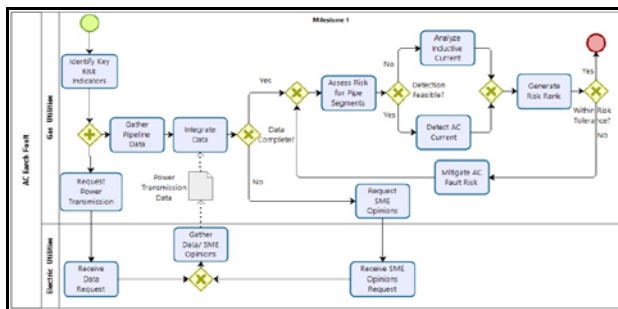 Milestone 1
AC Earch Fault
Gas Utilities
Electric Utilities
Identify Key
Risk
Indicators
Gather
Pipeline
Data
Integrate
Data
Request
Power
Transmission
Power
Transmission
Data
Yes
Data
Complete?
No
Assess Risk
for Pipe
Segments
No
Detection
Feasible?
Yes
Analyze
Inductive
Current
Detect AC
Current
Generate
Risk Rank
Yes
Within Risk
Tolerance?
No
Mitigate AC
Fault Risk
Request
SME
Opinions
Receive
Data
Request
Gather
Data/ SME
Opinions
Receive SME
Opinions
Request